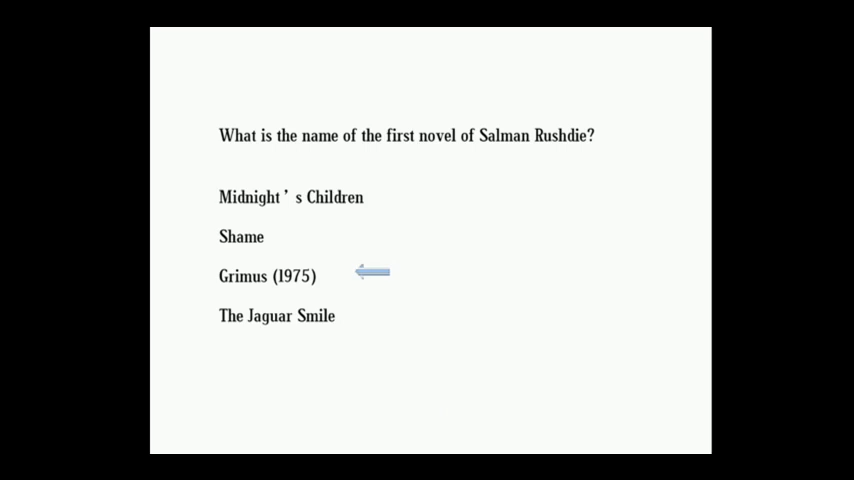 What is the name of the first novel of Salman Rushdie?
Midnight ’ s Children
Shame
Grimus (1975)
The Jaguar Smile